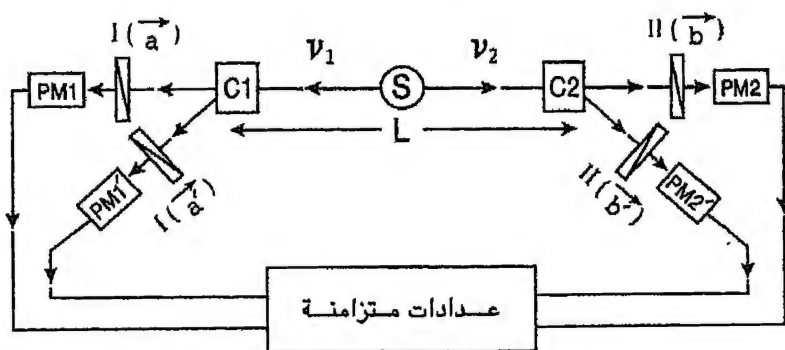 I (a⃗)
ν₁
ν₂
II (b⃗)
PM1
C1
S
C2
PM2
L
PM1'
I (a⃗')
II (b⃗')
PM2'
عدادات متزامنة